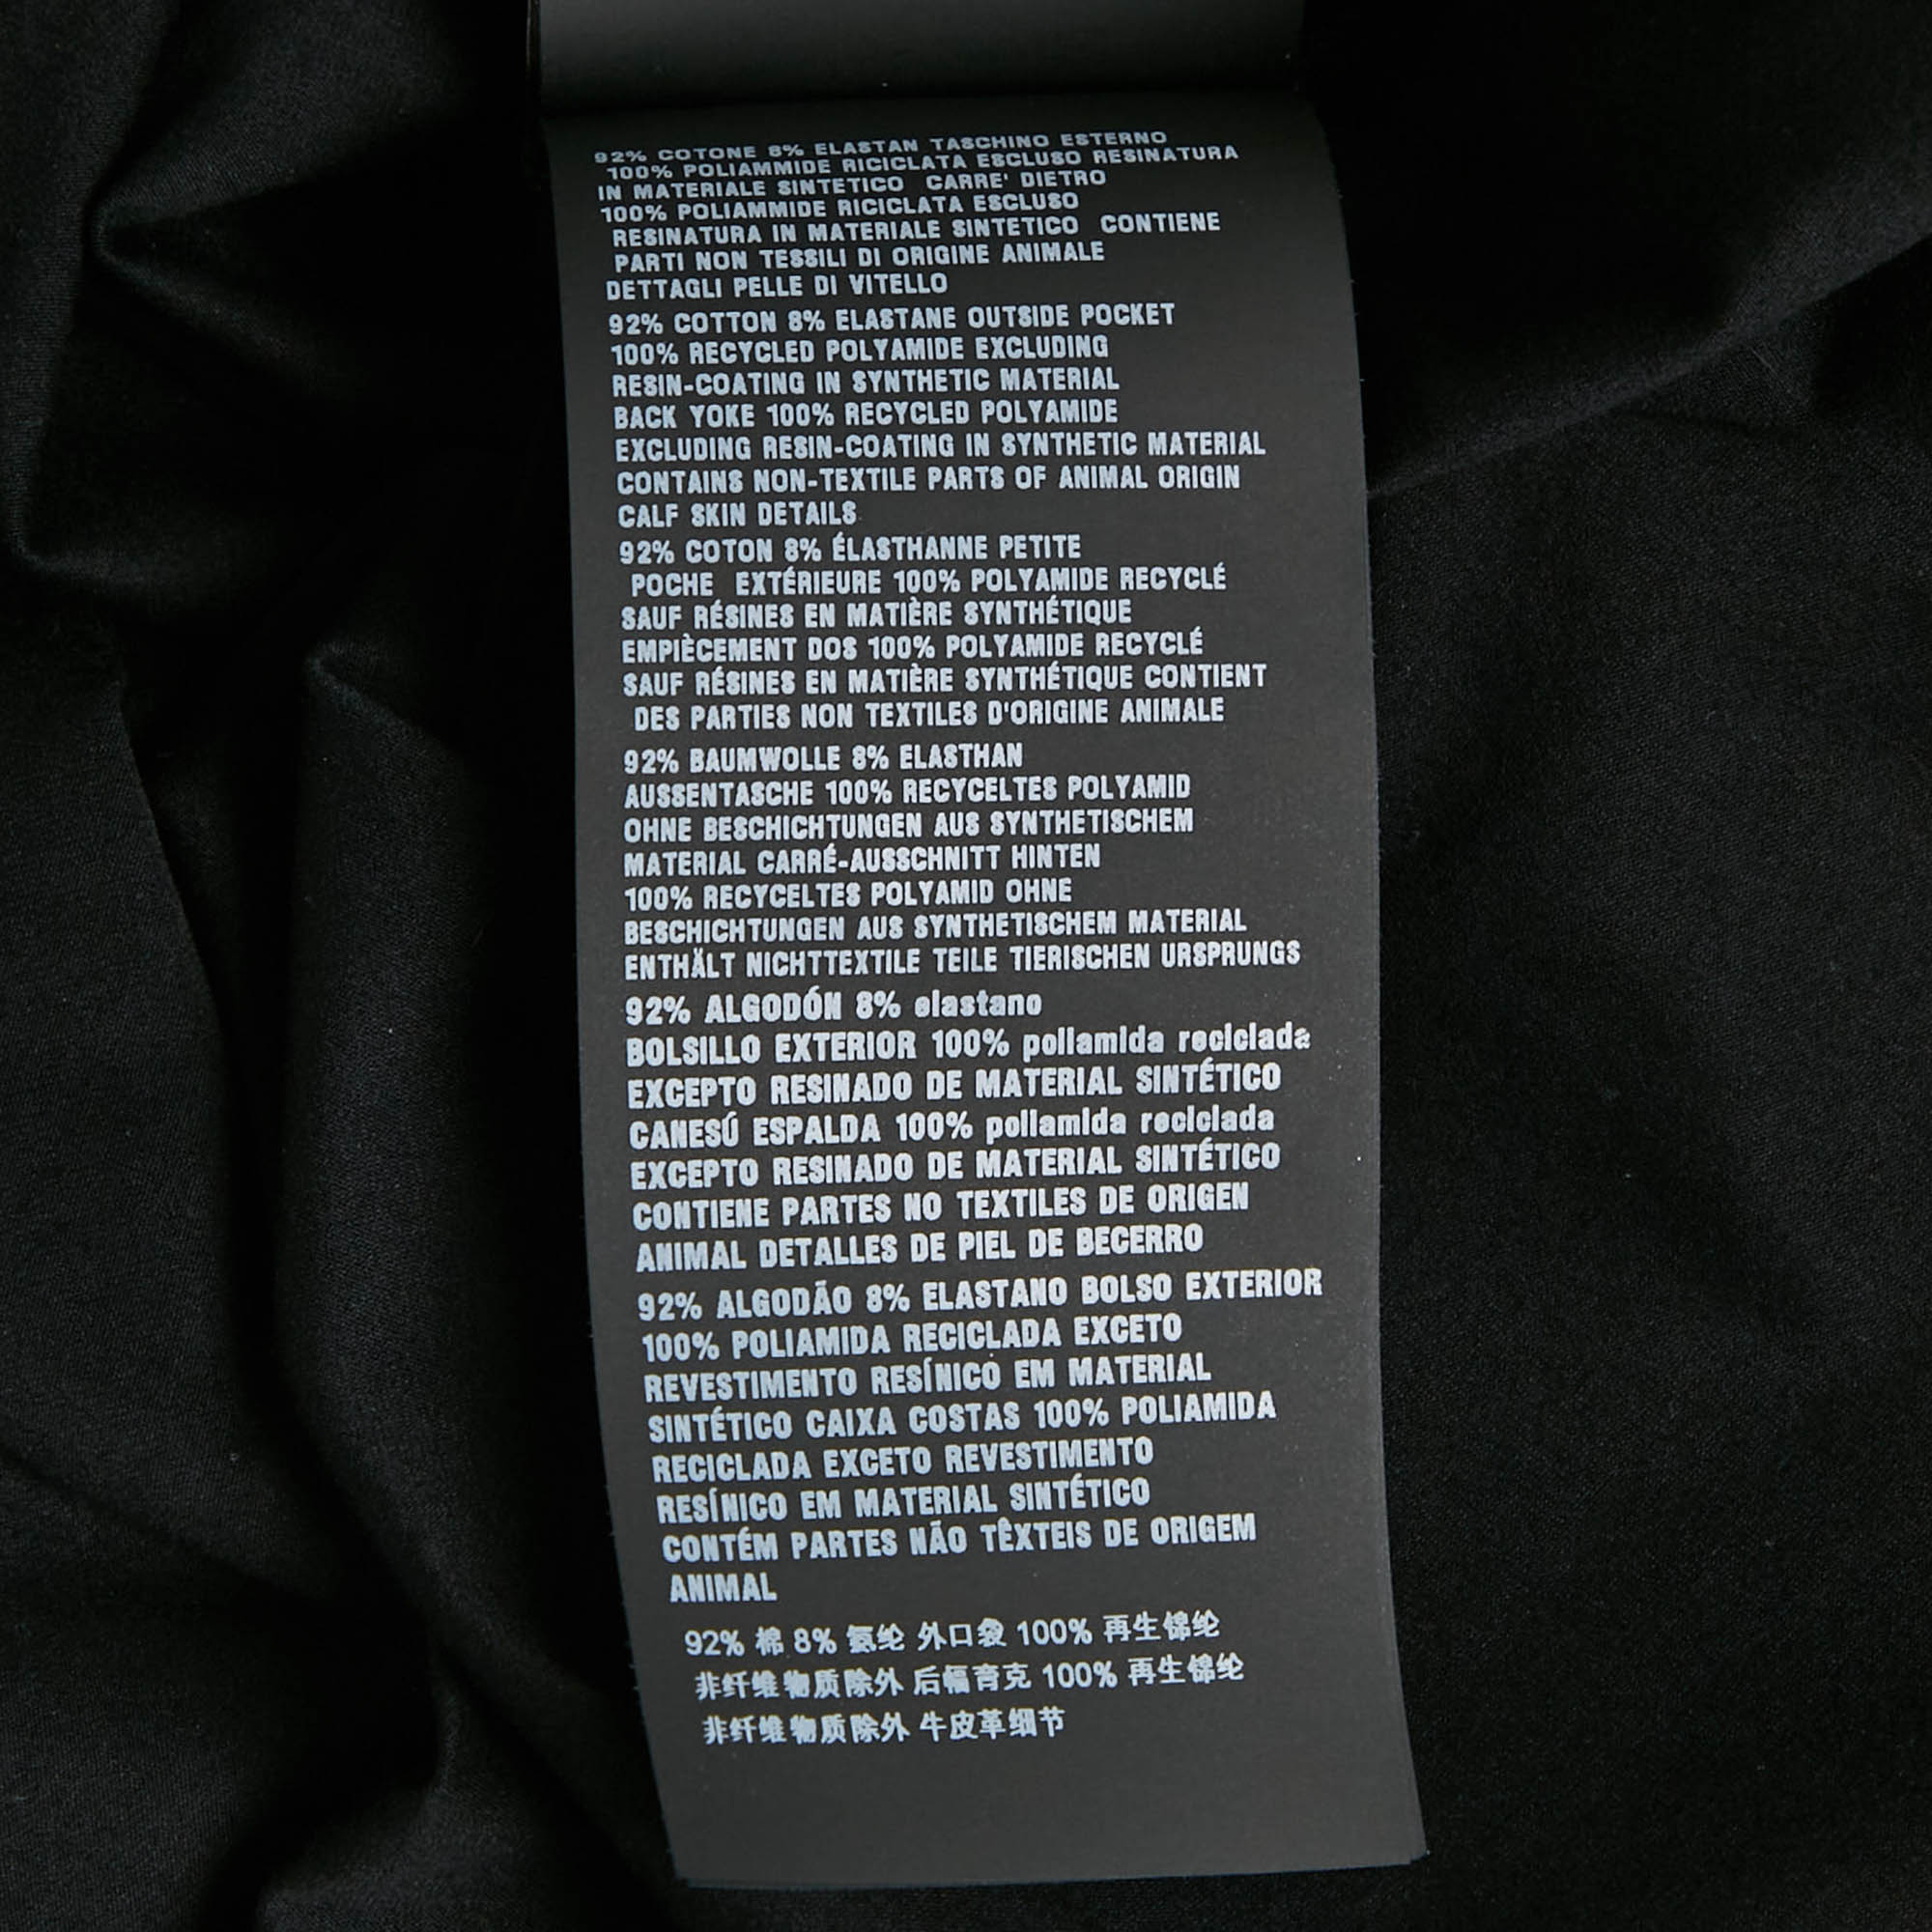 92% COTONE 8% ELASTAN TASCHINO ESTERNO
100% POLIAMMIDE RICICLATA ESCLUSO RESINATURA
IN MATERIALE SINTETICO CARRE' DIETRO
100% POLIAMMIDE RICICLATA ESCLUSO
RESINATURA IN MATERIALE SINTETICO CONTIENE
PARTI NON TESSILI DI ORIGINE ANIMALE
DETTAGLI PELLE DI VITELLO
92% COTTON 8% ELASTANE OUTSIDE POCKET
100% RECYCLED POLYAMIDE EXCLUDING
RESIN-COATING IN SYNTHETIC MATERIAL
BACK YOKE 100% RECYCLED POLYAMIDE
EXCLUDING RESIN-COATING IN SYNTHETIC MATERIAL
CONTAINS NON-TEXTILE PARTS OF ANIMAL ORIGIN
CALF SKIN DETAILS
92% COTON 8% ÉLASTHANNE PETITE
POCHE EXTÉRIEURE 100% POLYAMIDE RECYCLÉ
SAUF RÉSINES EN MATIÈRE SYNTHÉTIQUE
EMPIÈCEMENT DOS 100% POLYAMIDE RECYCLÉ
SAUF RÉSINES EN MATIÈRE SYNTHÉTIQUE CONTIENT
DES PARTIES NON TEXTILES D'ORIGINE ANIMALE
92% BAUMWOLLE 8% ELASTHAN
AUSSENTASCHE 100% RECYCELTES POLYAMID
OHNE BESCHICHTUNGEN AUS SYNTHETISCHEM
MATERIAL CARRÉ-AUSSCHNITT HINTEN
100% RECYCELTES POLYAMID OHNE
BESCHICHTUNGEN AUS SYNTHETISCHEM MATERIAL
ENTHÄLT NICHTTEXTILE TEILE TIERISCHEN URSPRUNGS
92% ALGODÓN 8% elastano
BOLSILLO EXTERIOR 100% poliamida reciclada
EXCEPTO RESINADO DE MATERIAL SINTÉTICO
CANESÚ ESPALDA 100% poliamida reciclada
EXCEPTO RESINADO DE MATERIAL SINTÉTICO
CONTIENE PARTES NO TEXTILES DE ORIGEN
ANIMAL DETALLES DE PIEL DE BECERRO
92% ALGODÃO 8% ELASTANO BOLSO EXTERIOR
100% POLIAMIDA RECICLADA EXCETO
REVESTIMENTO RESÍNICO EM MATERIAL
SINTÉTICO CAIXA COSTAS 100% POLIAMIDA
RECICLADA EXCETO REVESTIMENTO
RESÍNICO EM MATERIAL SINTÉTICO
CONTÉM PARTES NÃO TÊXTEIS DE ORIGEM
ANIMAL
92% 棉 8% 氨纶 外口袋 100% 再生锦纶
非纤维物质除外 后幅育克 100% 再生锦纶
非纤维物质除外 牛皮革细节